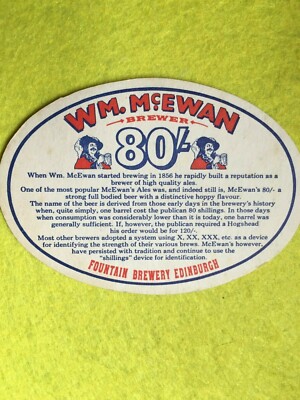 WM. McEWAN
BREWER
80/-
When Wm. McEwan started brewing in 1856 he rapidly built a reputation as a
brewer of high quality ales.
One of the most popular McEwan's Ales was, and indeed still is, McEwan's 80/- a
strong full bodied beer with a distinctive hoppy flavour.
The name of the beer is derived from those early days in the brewery's history
when, quite simply, one barrel cost the publican 80 shillings. In those days
when consumption was considerably lower than it is today, one barrel was
generally sufficient. If, however, the publican required a Hogshead
his order would be for 120/-.
Most other brewers adopted a system using X, XX, XXX, etc. as a device
for identifying the strength of their various brews. McEwan's however,
have persisted with tradition and continue to use the
"shillings" device for identification.
FOUNTAIN BREWERY EDINBURGH